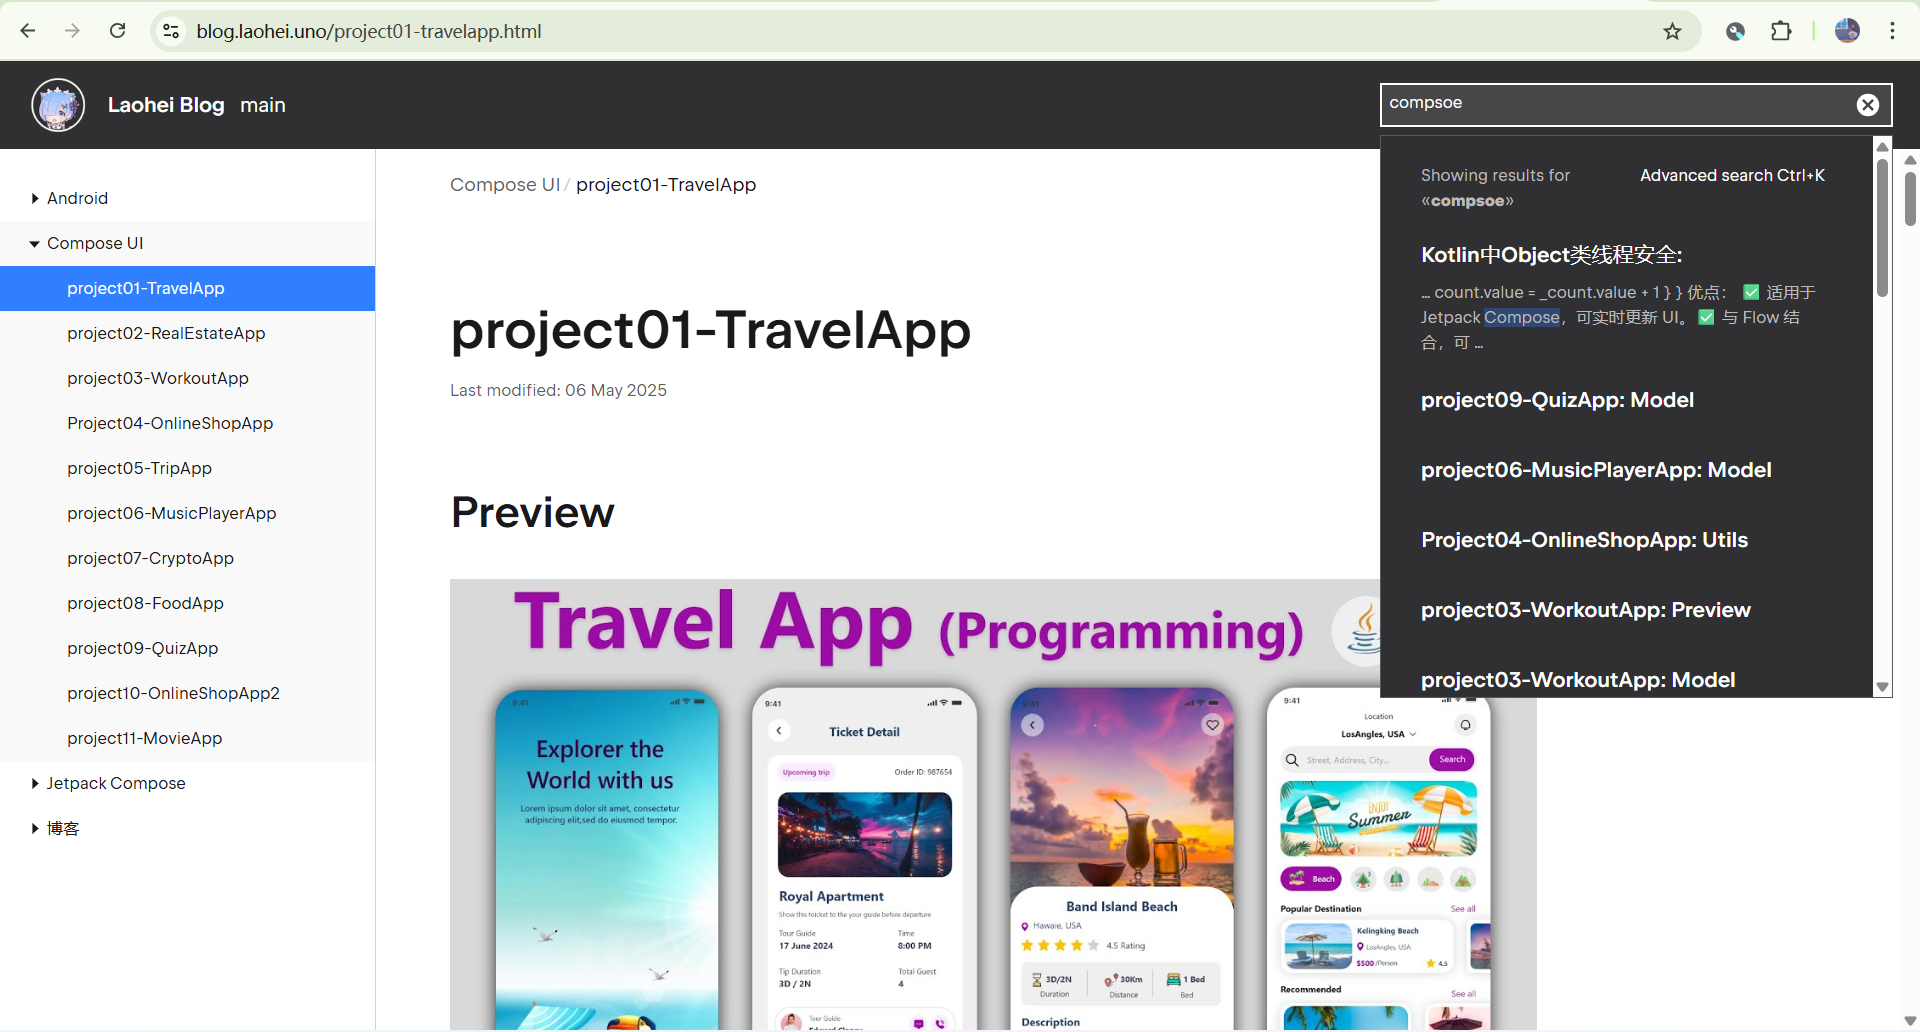 blog.laohei.uno/project01-travelapp.html
Laohei Blog main
compsoe
Android
Compose UI
project01-TravelApp
project02-RealEstateApp
project03-WorkoutApp
Project04-OnlineShopApp
project05-TripApp
project06-MusicPlayerApp
project07-CryptoApp
project08-FoodApp
project09-QuizApp
project10-OnlineShopApp2
project11-MovieApp
Jetpack Compose
博客
Compose UI / project01-TravelApp
project01-TravelApp
Last modified: 06 May 2025
Preview
Showing results for
«compsoe»
Advanced search Ctrl+K
Kotlin中Object类线程安全:
… count.value = _count.value + 1 } } 优点： ✅ 适用于
Jetpack Compose，可实时更新 UI。 ✅ 与 Flow 结
合，可 …
project09-QuizApp: Model
project06-MusicPlayerApp: Model
Project04-OnlineShopApp: Utils
project03-WorkoutApp: Preview
project03-WorkoutApp: Model
Travel App (Programming)
9:41
Explorer the
World with us
Lorem ipsum dolor sit amet, consectetur
adipiscing elit,sed do eiusmod tempor.
9:41
Ticket Detail
Upcoming trip
Order ID: 987654
Royal Apartment
Show this toicket to the your guide before departure
Tour Guide Time
17 June 2024 8:00 PM
Tip Duration Total Guest
3D / 2N 4
Tour Guide
9:41
Band Island Beach
Hawaie, USA
4.5 Rating
3D/2N 30Km 1 Bed
Duration Distance Bed
Description
9:41
Location
LosAngles, USA
Street, Address, City...
Search
ENJOY
Summer
Beach
Popular Destination See all
Kelingking Beach
LosAngles, USA
$500 /Person 4.5
Recommended See all